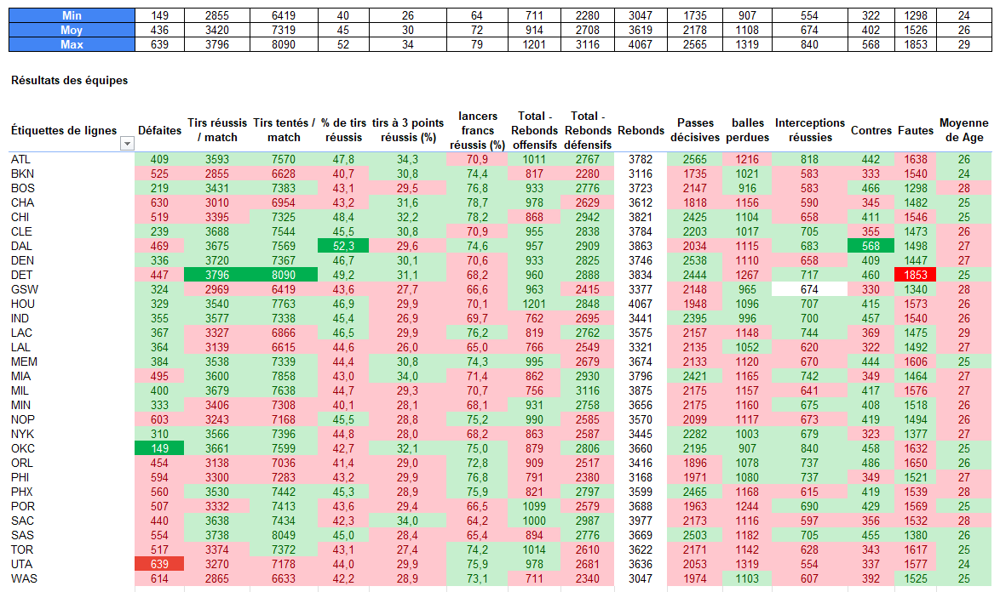 Min 149 2855 6419 40 26 64 711 2280 3047 1735 907 554 322 1298 24
Moy 436 3420 7319 45 30 72 914 2708 3619 2178 1108 674 402 1526 26
Max 639 3796 8090 52 34 79 1201 3116 4067 2565 1319 840 568 1853 29
Résultats des équipes
Étiquettes de lignes Défaites Tirs réussis / match Tirs tentés / match % de tirs réussis tirs à 3 points réussis (%) lancers francs réussis (%) Total - Rebonds offensifs Total - Rebonds défensifs Rebonds Passes décisives balles perdues Interceptions réussies Contres Fautes Moyenne de Age
ATL 409 3593 7570 47,8 34,3 70,9 1011 2767 3782 2565 1216 818 442 1638 26
BKN 525 2855 6628 40,7 30,8 74,4 817 2280 3116 1735 1021 583 333 1540 24
BOS 219 3431 7383 43,1 29,5 76,8 933 2776 3723 2147 916 583 466 1298 28
CHA 630 3010 6954 43,2 31,6 78,7 978 2629 3612 1818 1156 590 345 1482 25
CHI 519 3395 7325 48,4 32,2 78,2 868 2942 3821 2425 1104 658 411 1546 25
CLE 239 3688 7544 45,5 30,8 70,9 955 2838 3784 2203 1017 705 355 1473 26
DAL 469 3675 7569 52,3 29,6 74,6 957 2909 3863 2034 1115 683 568 1498 27
DEN 336 3720 7367 46,7 30,1 70,6 933 2825 3746 2538 1110 658 409 1447 27
DET 447 3796 8090 49,2 31,1 68,2 960 2888 3834 2444 1267 717 460 1853 25
GSW 324 2969 6419 43,6 27,7 66,6 963 2415 3377 2148 965 674 330 1340 28
HOU 329 3540 7763 46,9 29,9 70,1 1201 2848 4067 1948 1096 707 415 1573 26
IND 355 3577 7338 45,4 26,9 69,7 762 2695 3441 2395 996 700 457 1540 26
LAC 367 3327 6866 46,5 29,9 76,2 819 2762 3575 2157 1148 744 369 1475 29
LAL 364 3139 6615 44,6 26,0 65,0 766 2549 3321 2135 1052 620 322 1492 27
MEM 384 3538 7339 44,4 30,8 74,3 995 2679 3674 2133 1120 670 444 1606 25
MIA 495 3600 7858 43,0 34,0 71,4 862 2930 3796 2421 1165 742 349 1464 27
MIL 400 3679 7638 44,7 29,3 70,7 756 3116 3875 2175 1157 641 417 1576 27
MIN 333 3406 7308 40,1 28,1 68,1 931 2758 3656 2175 1160 675 408 1518 26
NOP 603 3243 7168 45,5 28,8 75,2 990 2585 3570 2099 1117 673 419 1494 26
NYK 310 3566 7396 44,8 28,0 68,2 863 2587 3445 2282 1003 679 323 1377 27
OKC 149 3661 7599 42,7 32,1 75,0 879 2806 3660 2195 907 840 458 1632 25
ORL 454 3138 7036 41,4 29,0 72,8 909 2517 3416 1896 1078 737 486 1650 26
PHI 594 3300 7283 43,2 29,9 76,8 791 2380 3168 1971 1080 737 349 1521 27
PHX 560 3530 7442 45,3 28,9 75,9 821 2797 3599 2465 1168 615 419 1539 28
POR 507 3332 7413 43,6 29,4 66,5 1099 2579 3688 1963 1244 690 429 1569 25
SAC 440 3638 7434 42,3 34,0 64,2 1000 2987 3977 2173 1116 597 356 1532 28
SAS 554 3738 8049 45,0 28,4 65,4 894 2776 3669 2503 1182 705 455 1380 26
TOR 517 3374 7372 43,1 27,4 74,2 1014 2610 3622 2171 1142 628 343 1617 25
UTA 639 3270 7178 44,0 29,9 75,9 978 2681 3636 2053 1319 554 337 1577 24
WAS 614 2865 6633 42,2 28,9 73,1 711 2340 3047 1974 1103 607 392 1525 25